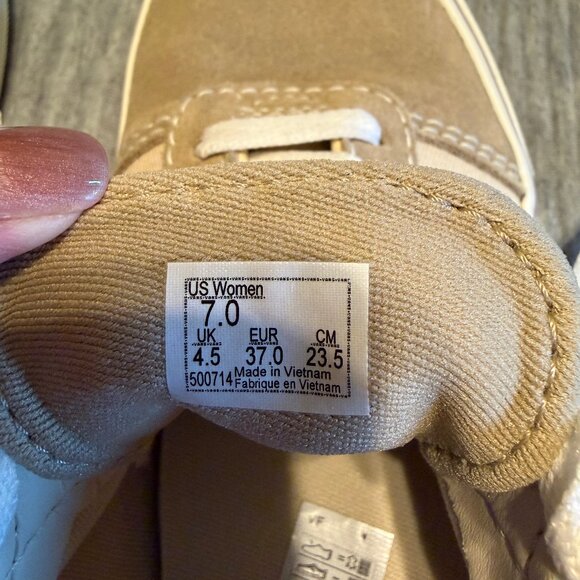 US Women
7.0
UK EUR CM
4.5 37.0 23.5
500714 Made in Vietnam
Fabrique en Vietnam